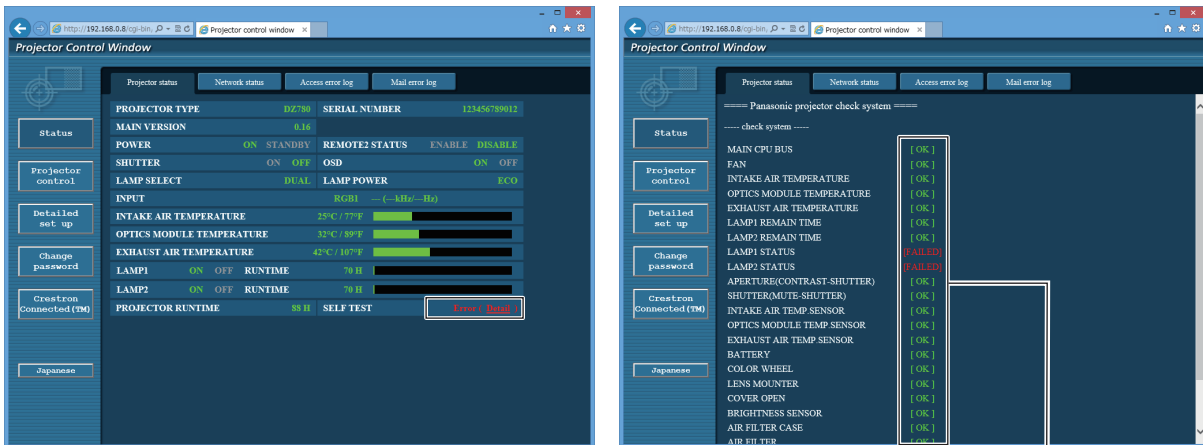 http://192.168.0.8/cgi-bin,
Projector control window
Projector Control Window
Projector status
Network status
Access error log
Mail error log
Status
Projector control
Detailed set up
Change password
Crestron Connected(TM)
Japanese
PROJECTOR TYPE DZ780 SERIAL NUMBER 123456789012
MAIN VERSION 0.16
POWER ON STANDBY REMOTE2 STATUS ENABLE DISABLE
SHUTTER ON OFF OSD ON OFF
LAMP SELECT DUAL LAMP POWER ECO
INPUT RGB1 — (—kHz/—Hz)
INTAKE AIR TEMPERATURE 25°C / 77°F
OPTICS MODULE TEMPERATURE 32°C / 89°F
EXHAUST AIR TEMPERATURE 42°C / 107°F
LAMP1 ON OFF RUNTIME 70 H
LAMP2 ON OFF RUNTIME 70 H
PROJECTOR RUNTIME 88 H SELF TEST Error ( Detail )
http://192.168.0.8/cgi-bin,
Projector control window
Projector Control Window
Projector status
Network status
Access error log
Mail error log
Status
Projector control
Detailed set up
Change password
Crestron Connected(TM)
Japanese
==== Panasonic projector check system ====
----- check system -----
MAIN CPU BUS [ OK ]
FAN [ OK ]
INTAKE AIR TEMPERATURE [ OK ]
OPTICS MODULE TEMPERATURE [ OK ]
EXHAUST AIR TEMPERATURE [ OK ]
LAMP1 REMAIN TIME [ OK ]
LAMP2 REMAIN TIME [ OK ]
LAMP1 STATUS [FAILED]
LAMP2 STATUS [FAILED]
APERTURE(CONTRAST-SHUTTER) [ OK ]
SHUTTER(MUTE-SHUTTER) [ OK ]
INTAKE AIR TEMP.SENSOR [ OK ]
OPTICS MODULE TEMP.SENSOR [ OK ]
EXHAUST AIR TEMP.SENSOR [ OK ]
BATTERY [ OK ]
COLOR WHEEL [ OK ]
LENS MOUNTER [ OK ]
COVER OPEN [ OK ]
BRIGHTNESS SENSOR [ OK ]
AIR FILTER CASE [ OK ]
AIR FILTER [ OK ]